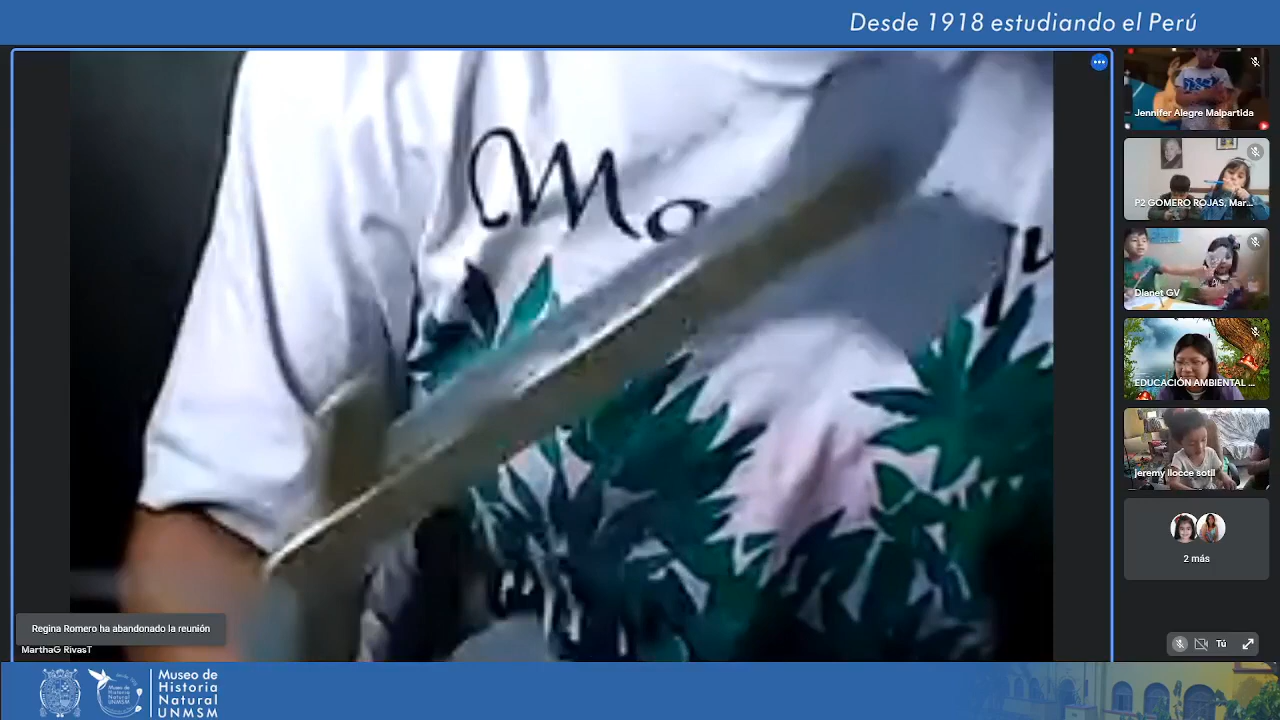 Desde 1918 estudiando el Perú
Jennifer Alegre Malpartida
P2 GOMERO ROJAS, Mar...
Dianet GV
EDUCACIÓN AMBIENTAL ...
jeremy llocce sotil
2 más
Tú
Regina Romero ha abandonado la reunión
MarthaG RivasT
Museo de
Historia
Natural
UNMSM